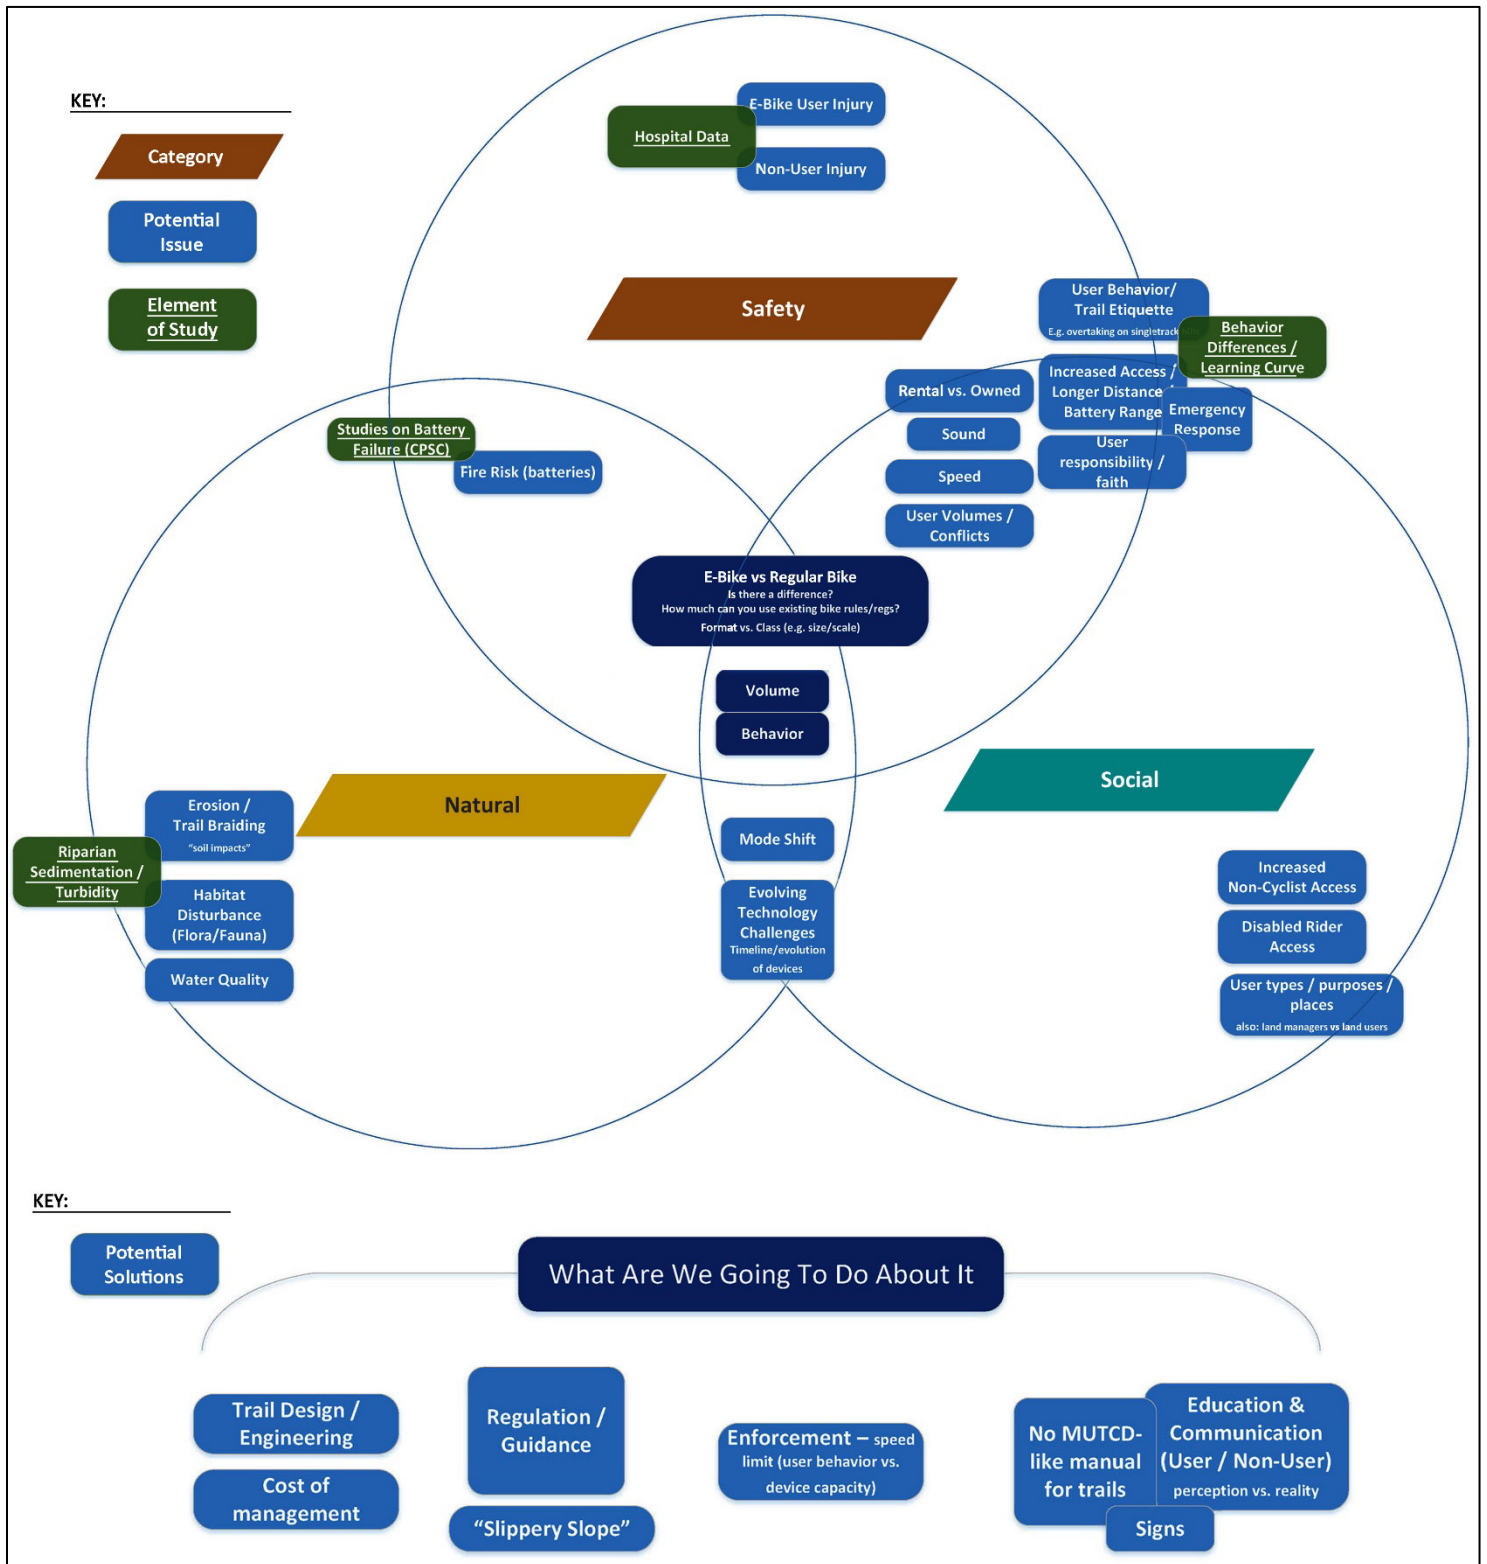 KEY:
Category
Potential
Issue
Element
of Study
E-Bike User Injury
Hospital Data
Non-User Injury
Safety
User Behavior/
Trail Etiquette
E.g. overtaking on singletrack
Behavior
Differences /
Learning Curve
Rental vs. Owned
Increased Access /
Longer Distance
Battery Range
Emergency
Response
Sound
User
responsibility /
faith
Speed
User Volumes /
Conflicts
Studies on Battery
Failure (CPSC)
Fire Risk (batteries)
E-Bike vs Regular Bike
Is there a difference?
How much can you use existing bike rules/regs?
Format vs. Class (e.g. size/scale)
Volume
Behavior
Natural
Social
Erosion /
Trail Braiding
"soil impacts"
Riparian
Sedimentation /
Turbidity
Habitat
Disturbance
(Flora/Fauna)
Water Quality
Mode Shift
Evolving
Technology
Challenges
Timeline/evolution
of devices
Increased
Non-Cyclist Access
Disabled Rider
Access
User types / purposes /
places
also: land managers vs land users
KEY:
Potential
Solutions
What Are We Going To Do About It
Trail Design /
Engineering
Cost of
management
Regulation /
Guidance
“Slippery Slope”
Enforcement – speed
limit (user behavior vs.
device capacity)
No MUTCD-
like manual
for trails
Education &
Communication
(User / Non-User)
perception vs. reality
Signs